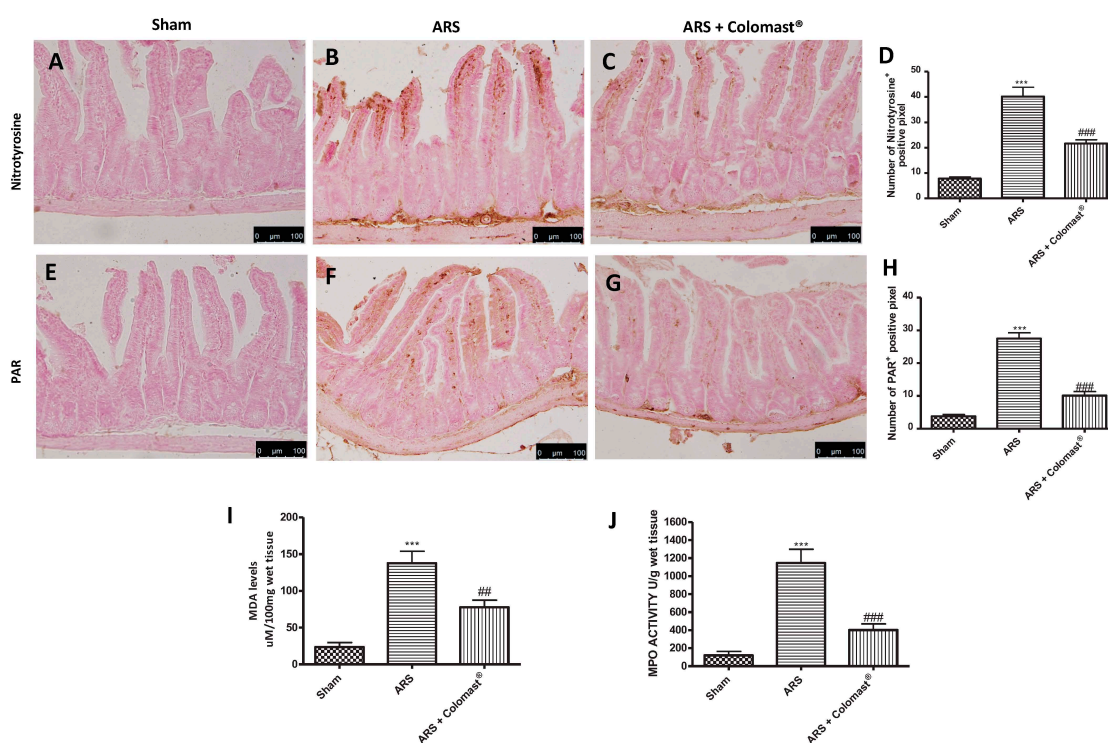 Sham
ARS
ARS + Colomast®
A
B
C
D
Nitrotyrosine
0 µm 100
0 µm 100
0 µm 100
Number of Nitrotyrosine+
positive pixel
50
40
30
20
10
0
***
###
Sham
ARS
ARS + Colomast®
E
F
G
H
PAR
0 µm 100
0 µm 100
0 µm 100
Number of PAR+ positive pixel
40
30
20
10
0
***
###
Sham
ARS
ARS + Colomast®
I
MDA levels
uM/100mg wet tissue
200
150
100
50
0
***
##
Sham
ARS
ARS + Colomast®
J
MPO ACTIVITY U/g wet tissue
1600
1400
1200
1000
800
600
400
200
0
***
###
Sham
ARS
ARS + Colomast®